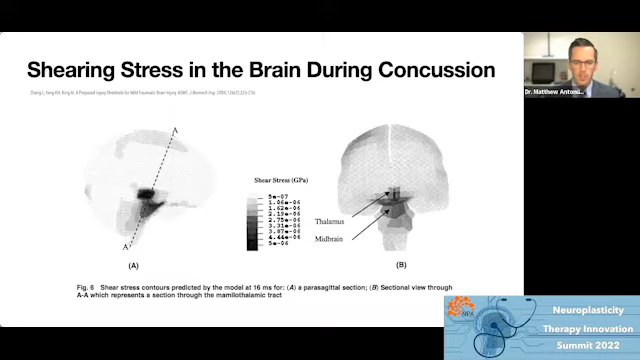 Shearing Stress in the Brain During Concussion
Zhang L, Yang KH, King AI. A Proposed Injury Threshold for Mild Traumatic Brain Injury. ASME. J Biomech Eng. 2004; 126(2):226-236.
A
A
(A)
Shear Stress (GPa)
5e-07
1.06e-06
1.62e-06
2.19e-06
2.75e-06
3.31e-06
3.87e-06
4.44e-06
5e-06
Thalamus
Midbrain
(B)
Fig. 6 Shear stress contours predicted by the model at 16 ms for: (A) a parasagittal section; (B) Sectional view through
A-A which represents a section through the mamilothalamic tract
Dr. Matthew
NPA
Neuroplasticity
Therapy Innovation
Summit 2022